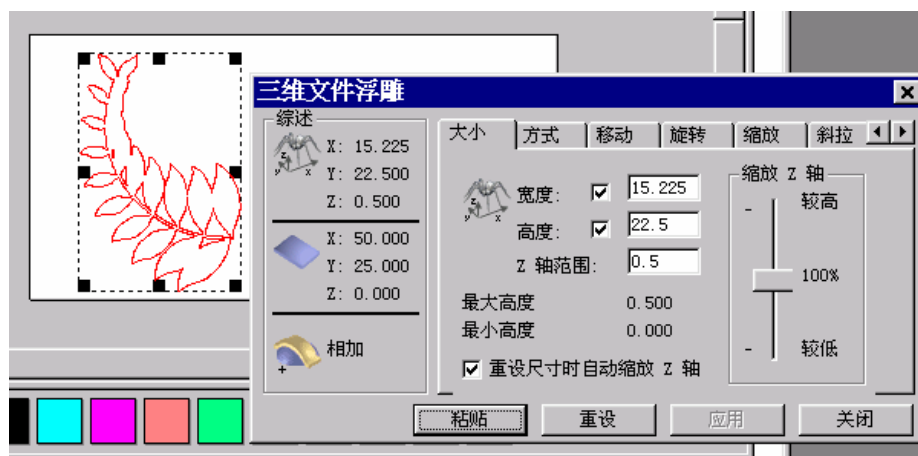 三维文件浮雕
综述
X: 15.225
Y: 22.500
Z: 0.500
X: 50.000
Y: 25.000
Z: 0.000
相加
大小 方式 移动 旋转 缩放 斜拉
宽度: 15.225
高度: 22.5
Z 轴范围: 0.5
最大高度 0.500
最小高度 0.000
重设尺寸时自动缩放 Z 轴
缩放 Z 轴
较高
100%
较低
粘贴 重设 应用 关闭